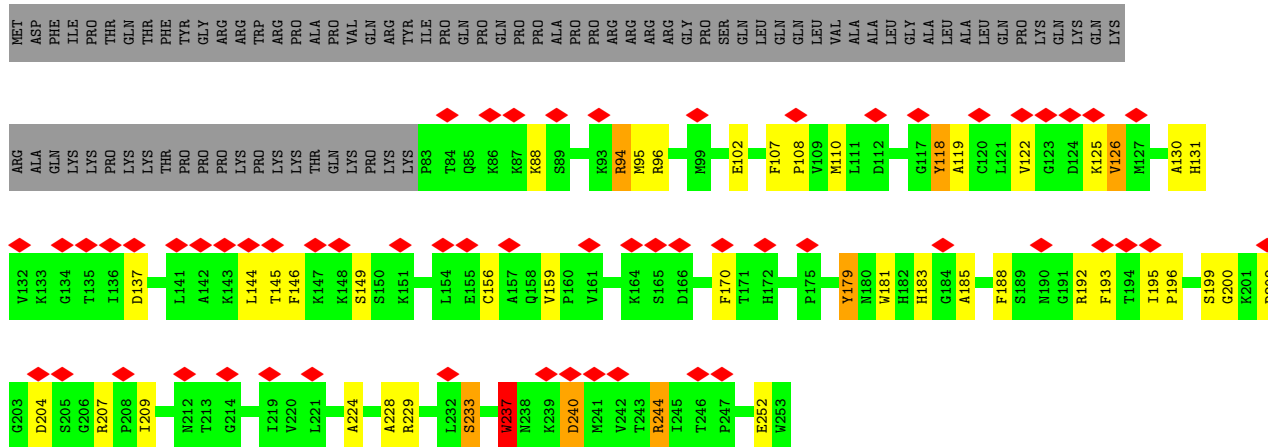 MET ASP PHE ILE PRO THR GLN THR PHE TYR GLY ARG ARG TRP ARG PRO ALA PRO VAL GLN ARG TYR ILE PRO GLN PRO GLN PRO PRO ALA PRO PRO ARG ARG ARG ARG GLY PRO SER GLN LEU GLN GLN LEU VAL ALA ALA LEU GLY ALA LEU ALA LEU GLN PRO LYS GLN LYS GLN LYS
ARG ALA GLN LYS LYS PRO LYS LYS THR PRO PRO PRO LYS PRO LYS LYS THR GLN LYS PRO LYS LYS P83 T84 Q85 K86 K87 K88 S89 K93 R94 M95 R96 M99 E102 F107 P108 V109 M110 L111 D112 G117 Y118 A119 C120 L121 V122 G123 D124 K125 V126 M127 A130 H131
V132 K133 G134 T135 I136 D137 L141 A142 K143 L144 T145 F146 K147 K148 S149 S150 K151 L154 E155 C156 A157 Q158 V159 P160 V161 K164 S165 D166 F170 T171 H172 P175 Y179 N180 W181 H182 H183 G184 A185 F188 S189 N190 G191 R192 F193 T194 I195 P196 S199 G200 K201
G203 D204 S205 G206 R207 P208 I209 N212 T213 G214 I219 V220 L221 A224 A228 R229 L232 S233 W237 N238 K239 D240 M241 V242 T243 R244 I245 T246 P247 E252 W253